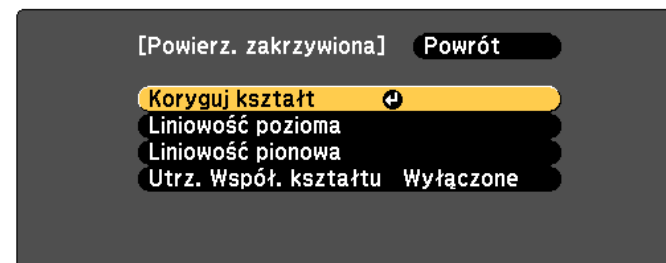 [Powierz. zakrzywiona] Powrót
Koryguj kształt
Liniowość pozioma
Liniowość pionowa
Utrz. Współ. kształtu Wyłączone